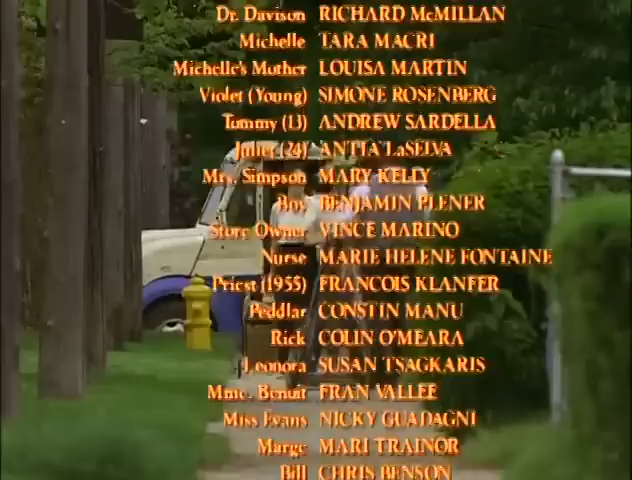 Dr. Davison RICHARD McMILLAN
Michelle TARA MACRI
Michelle's Mother LOUISA MARTIN
Violet (Young) SIMONE ROSENBERG
Tommy (13) ANDREW SARDELLA
Juliet (24) ANTIA LaSELVA
Mrs. Simpson MARY KELLY
Boy BENJAMIN PLENER
Store Owner VINCE MARINO
Nurse MARIE HELENE FONTAINE
Priest (1955) FRANCOIS KLANFER
Peddlar CONSTIN MANU
Rick COLIN O'MEARA
Leonora SUSAN TSAGKARIS
Mme. Benoit FRAN VALLEE
Miss Evans NICKY GUADAGNI
Marge MARI TRAINOR
Bill CHRIS BENSON